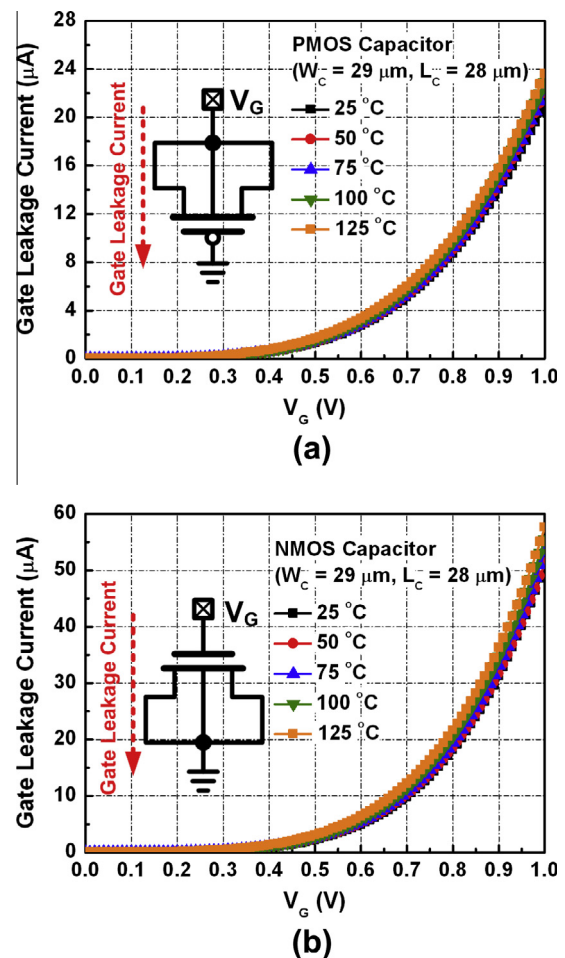 28
24
20
16
12
8
4
0
Gate Leakage Current (μA)
Gate Leakage Current
V_G
PMOS Capacitor
(W_C = 29 μm, L_C = 28 μm)
25 °C
50 °C
75 °C
100 °C
125 °C
0.0 0.1 0.2 0.3 0.4 0.5 0.6 0.7 0.8 0.9 1.0
V_G (V)
(a)
60
50
40
30
20
10
0
Gate Leakage Current (μA)
Gate Leakage Current
V_G
NMOS Capacitor
(W_C = 29 μm, L_C = 28 μm)
25 °C
50 °C
75 °C
100 °C
125 °C
0.0 0.1 0.2 0.3 0.4 0.5 0.6 0.7 0.8 0.9 1.0
V_G (V)
(b)